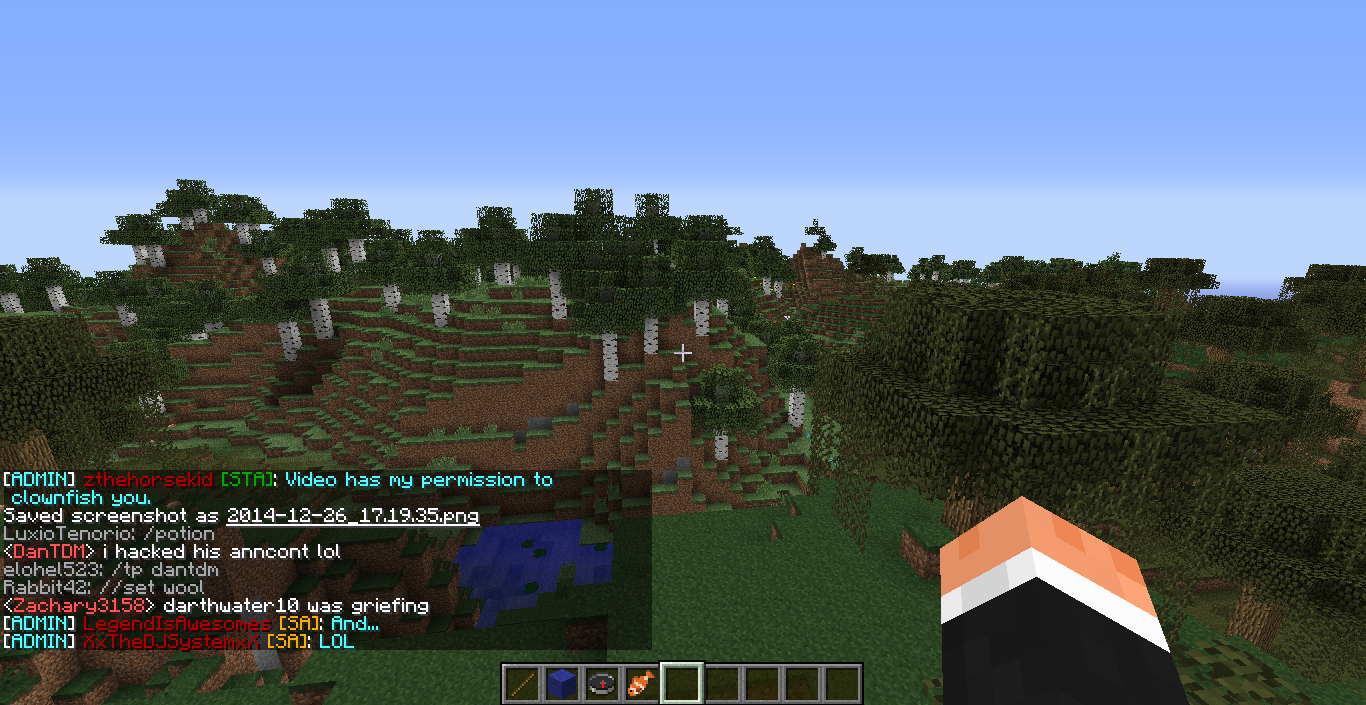 [ADMIN] zthehorsekid [STA]: Video has my permission to
clownfish you.
Saved screenshot as 2014-12-26_17.19.35.png
LuxioTenorio: /potion
<DanTDM> i hacked his anncont lol
elohel523: /tp dantdm
Rabbit42: //set wool
<Zachary3158> darthwater10 was griefing
[ADMIN] LegendIsAwesomes [SA]: And...
[ADMIN] XxTheDJSystemxX [SA]: LOL